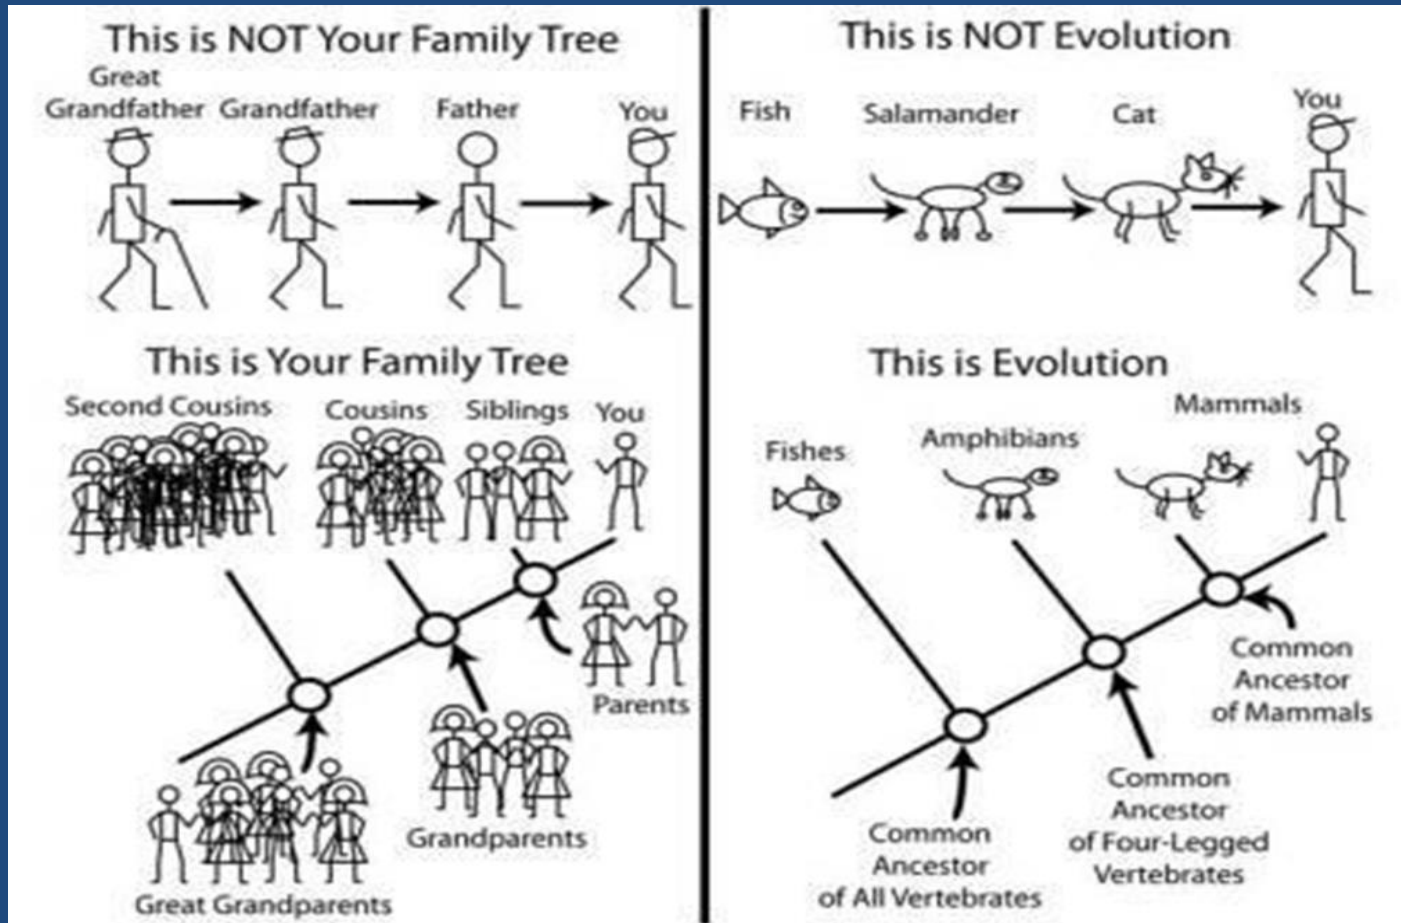 This is NOT Your Family Tree
Great
Grandfather
Grandfather
Father
You
This is Your Family Tree
Second Cousins
Cousins
Siblings
You
Parents
Grandparents
Great Grandparents
This is NOT Evolution
Fish
Salamander
Cat
You
This is Evolution
Fishes
Amphibians
Mammals
Common
Ancestor
of Mammals
Common
Ancestor
of Four-Legged
Vertebrates
Common
Ancestor
of All Vertebrates